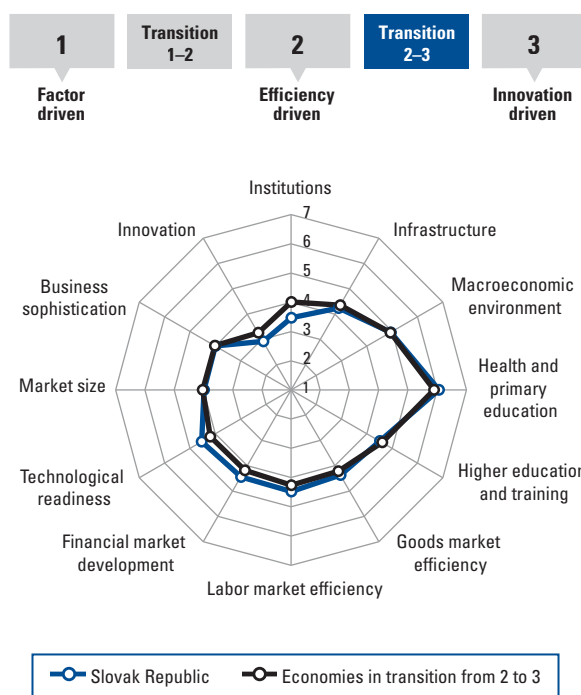 1
Transition
1–2
2
Transition
2–3
3
Factor
driven
Efficiency
driven
Innovation
driven
Institutions
7
6
5
4
3
2
1
Infrastructure
Macroeconomic
environment
Health and
primary
education
Higher education
and training
Goods market
efficiency
Labor market efficiency
Financial market
development
Technological
readiness
Market size
Business
sophistication
Innovation
Slovak Republic
Economies in transition from 2 to 3